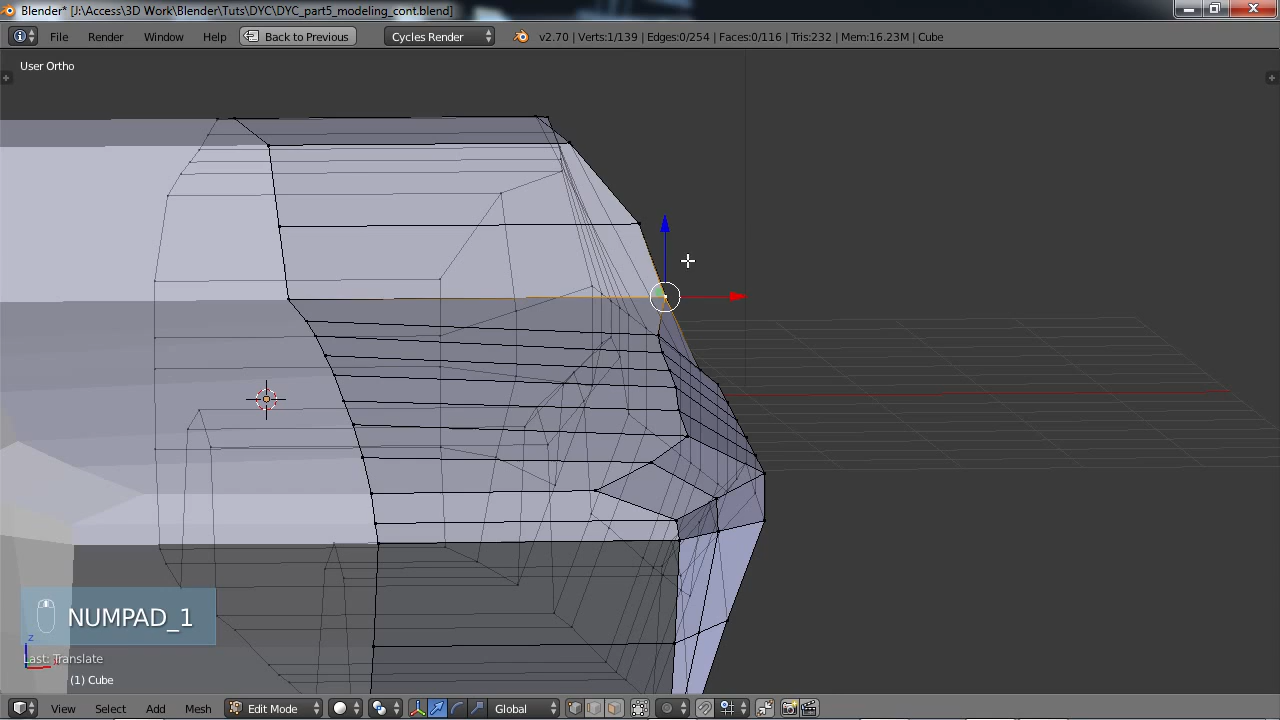 Blender* [J:\Access\3D Work\Blender\Tuts\DYC\DYC_part5_modeling_cont.blend]
File Render Window Help Back to Previous Cycles Render v2.70 | Verts:1/139 | Edges:0/254 | Faces:0/116 | Tris:232 | Mem:16.23M | Cube
User Ortho
NUMPAD_1
z
Last: Translate
(1) Cube
View Select Add Mesh Edit Mode Global